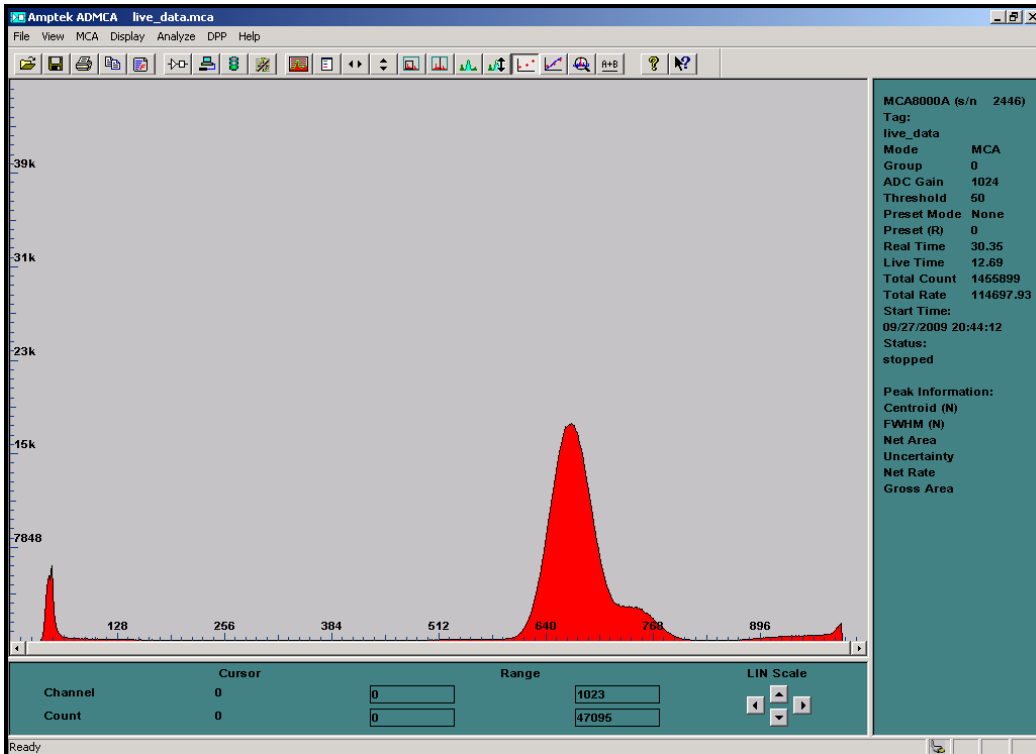 Amptek ADMCA live_data.mca
File View MCA Display Analyze DPP Help
A+B
39k
31k
23k
15k
7848
128 256 384 512 640 768 896
MCA8000A (s/n 2446)
Tag:
live_data
Mode MCA
Group 0
ADC Gain 1024
Threshold 50
Preset Mode None
Preset (R) 0
Real Time 30.35
Live Time 12.69
Total Count 1455899
Total Rate 114697.93
Start Time:
09/27/2009 20:44:12
Status:
stopped
Peak Information:
Centroid (N)
FWHM (N)
Net Area
Uncertainty
Net Rate
Gross Area
Cursor Range LIN Scale
Channel 0 0 1023
Count 0 0 47095
Ready